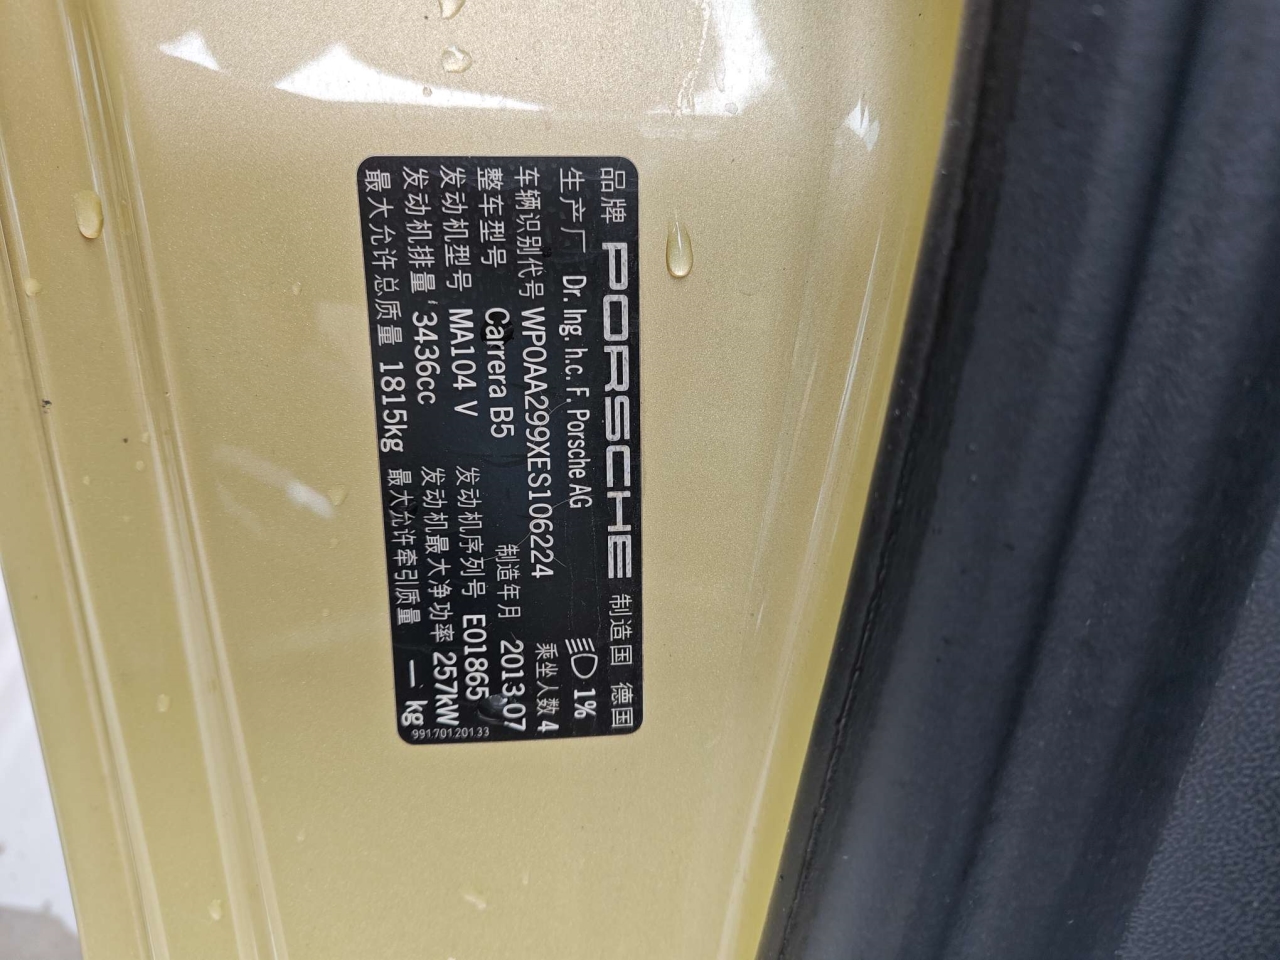 品牌 PORSCHE 制造国 德国
生产厂 Dr. Ing. h.c. F. Porsche AG 1%
车辆识别代号 WP0AA299XES106224 乘坐人数 4
整车型号 Carrera B5 制造年月 2013.07
发动机型号 MA104 V 发动机序列号 E01865
发动机排量 3436cc 发动机最大净功率 257kW
最大允许总质量 1815kg 最大允许牵引质量 — kg
991.701.201.33